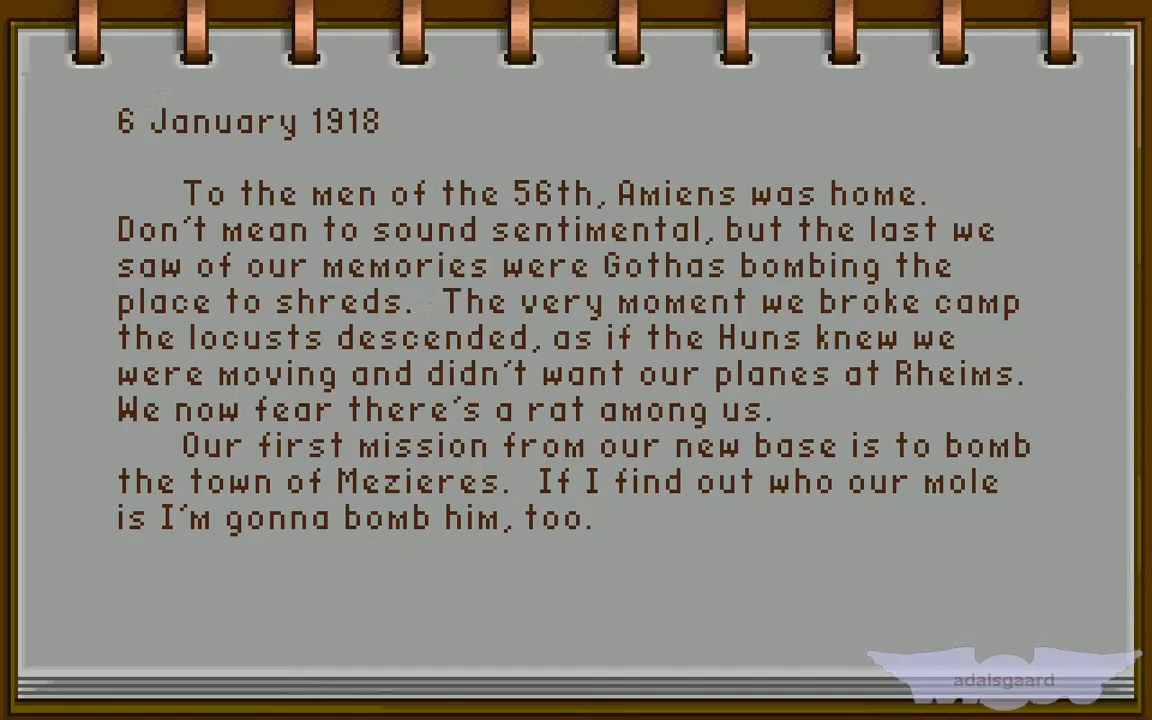 6 January 1918
To the men of the 56th, Amiens was home.
Don't mean to sound sentimental, but the last we
saw of our memories were Gothas bombing the
place to shreds.  The very moment we broke camp
the locusts descended, as if the Huns knew we
were moving and didn't want our planes at Rheims.
We now fear there's a rat among us.
Our first mission from our new base is to bomb
the town of Mezieres.  If I find out who our mole
is I'm gonna bomb him, too.
adalsgaard